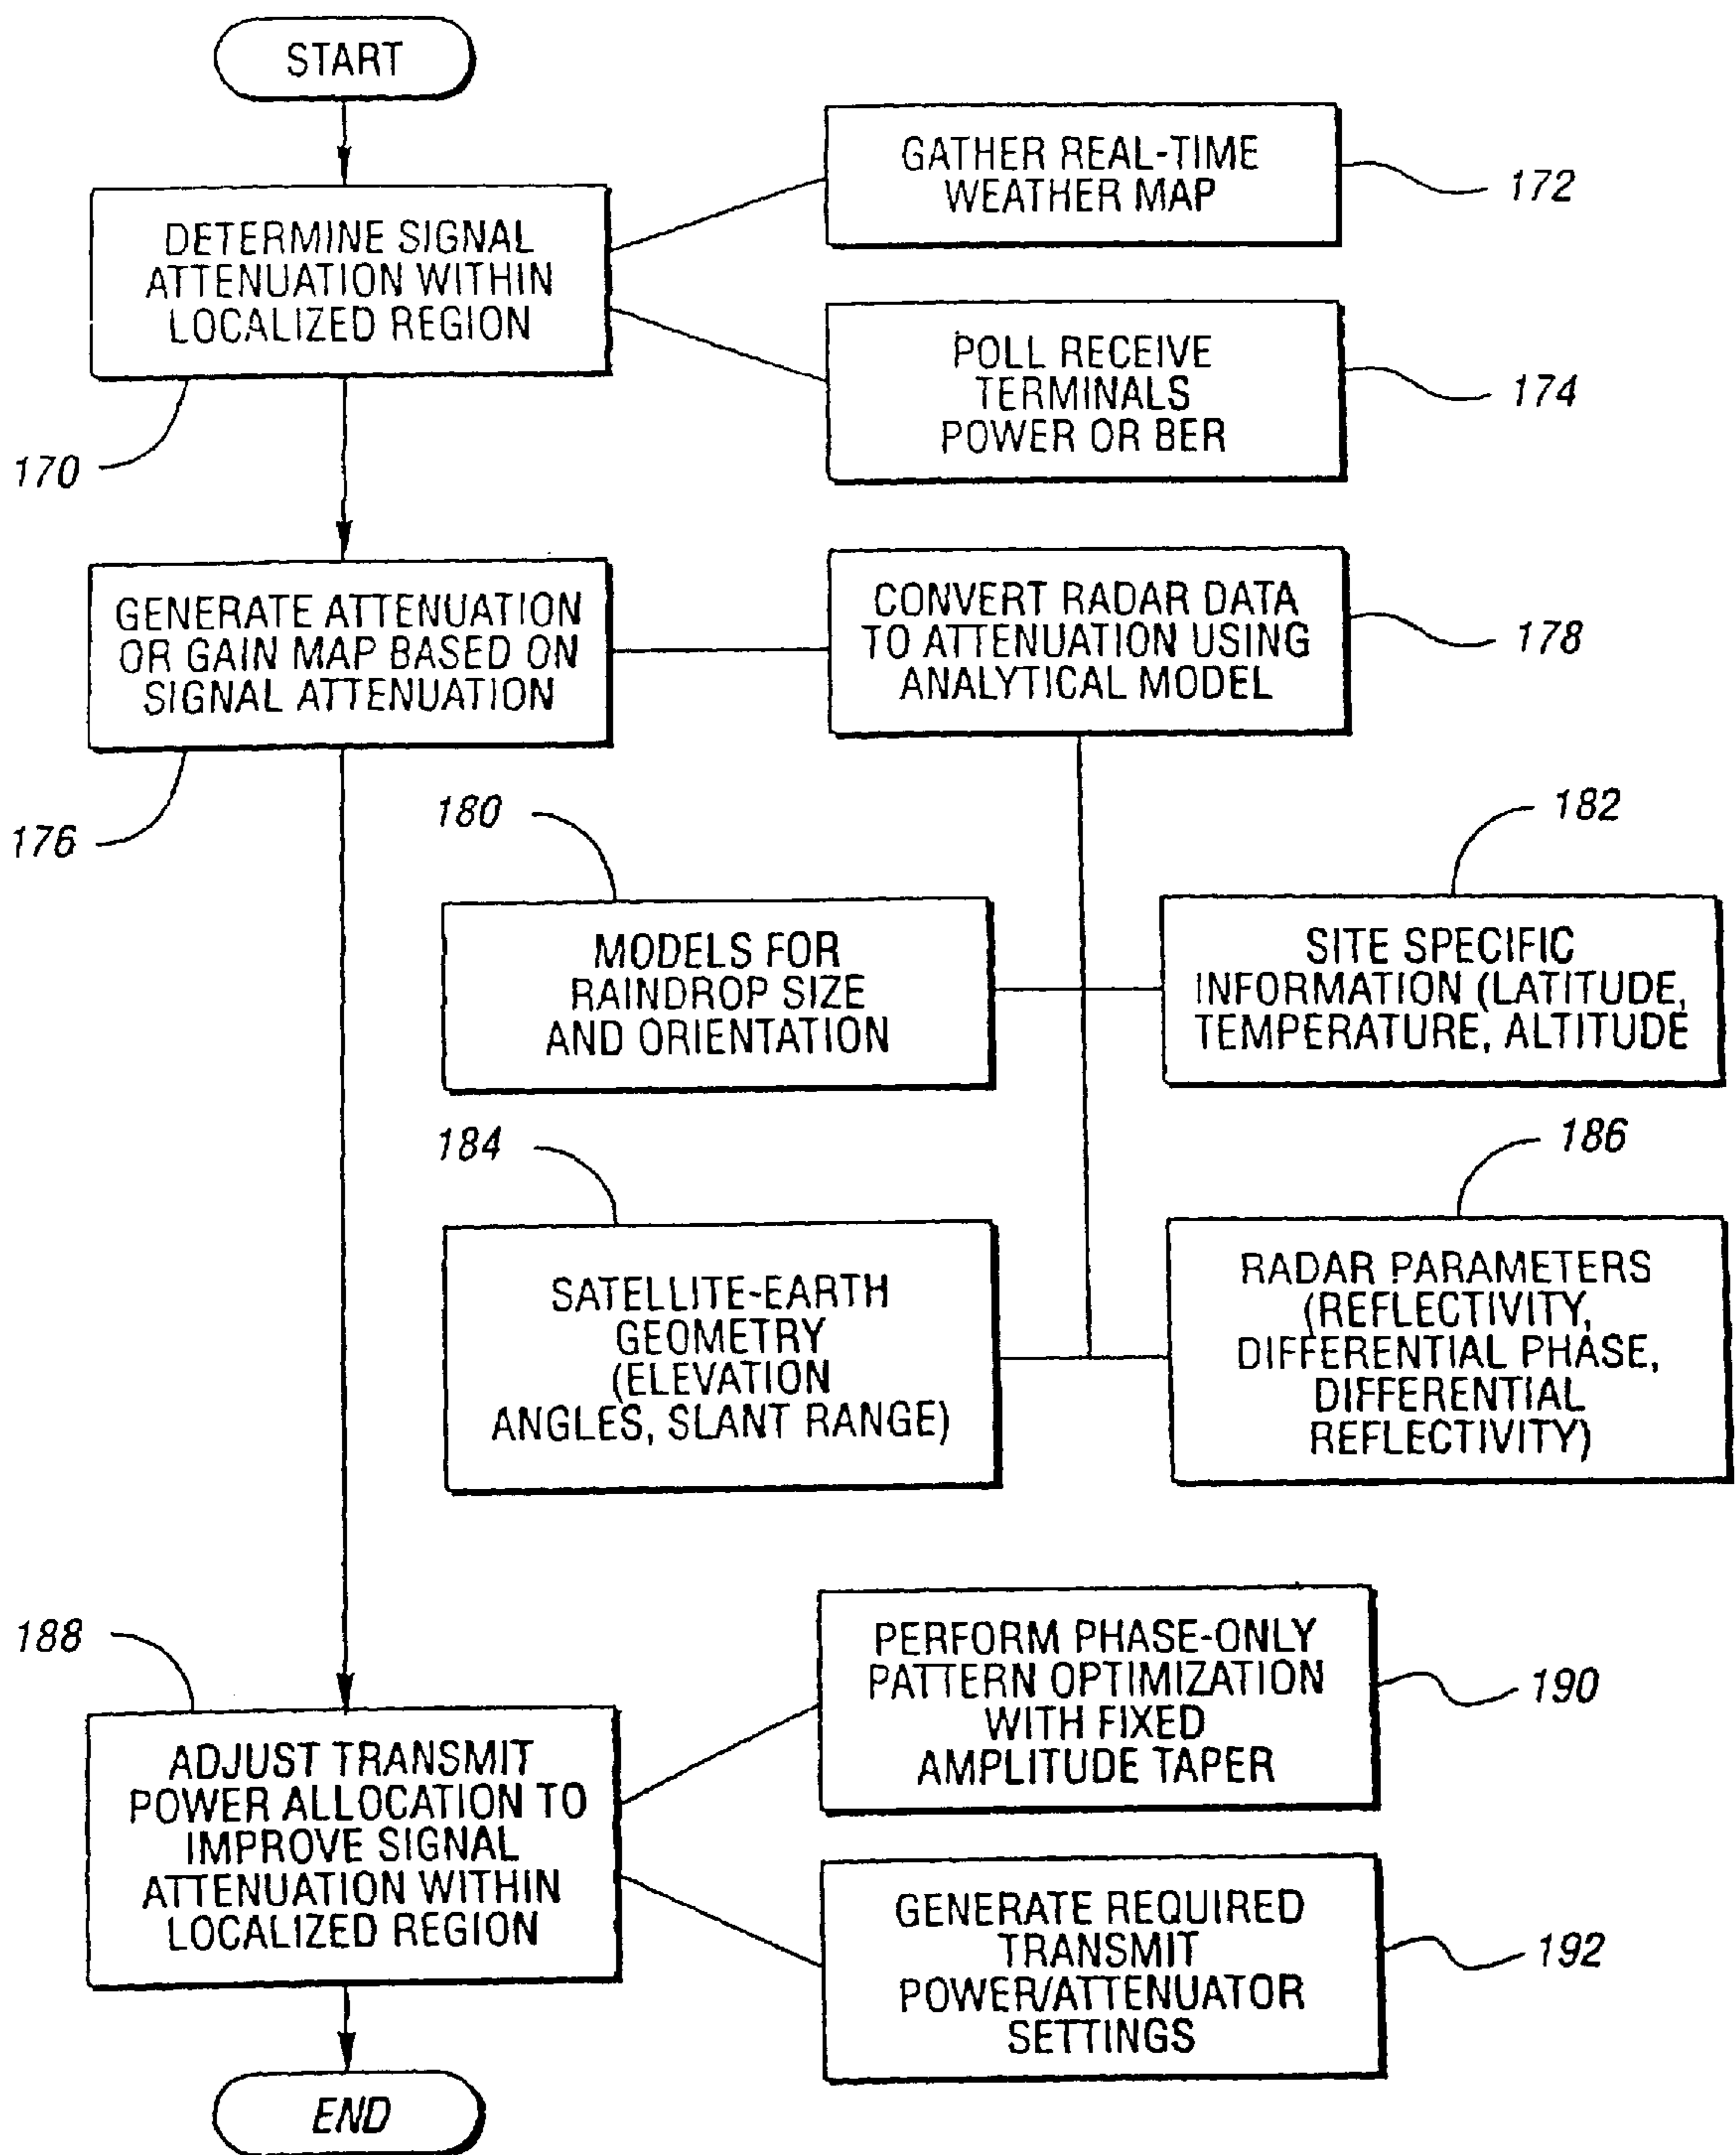 START
GATHER REAL-TIME
WEATHER MAP
172
DETERMINE SIGNAL
ATTENUATION WITHIN
LOCALIZED REGION
170
POLL RECEIVE
TERMINALS
POWER OR BER
174
GENERATE ATTENUATION
OR GAIN MAP BASED ON
SIGNAL ATTENUATION
176
CONVERT RADAR DATA
TO ATTENUATION USING
ANALYTICAL MODEL
178
180
MODELS FOR
RAINDROP SIZE
AND ORIENTATION
182
SITE SPECIFIC
INFORMATION (LATITUDE,
TEMPERATURE, ALTITUDE
184
SATELLITE-EARTH
GEOMETRY
(ELEVATION
ANGLES, SLANT RANGE)
186
RADAR PARAMETERS
(REFLECTIVITY,
DIFFERENTIAL PHASE,
DIFFERENTIAL
REFLECTIVITY)
188
ADJUST TRANSMIT
POWER ALLOCATION TO
IMPROVE SIGNAL
ATTENUATION WITHIN
LOCALIZED REGION
PERFORM PHASE-ONLY
PATTERN OPTIMIZATION
WITH FIXED
AMPLITUDE TAPER
190
GENERATE REQUIRED
TRANSMIT
POWER/ATTENUATOR
SETTINGS
192
END